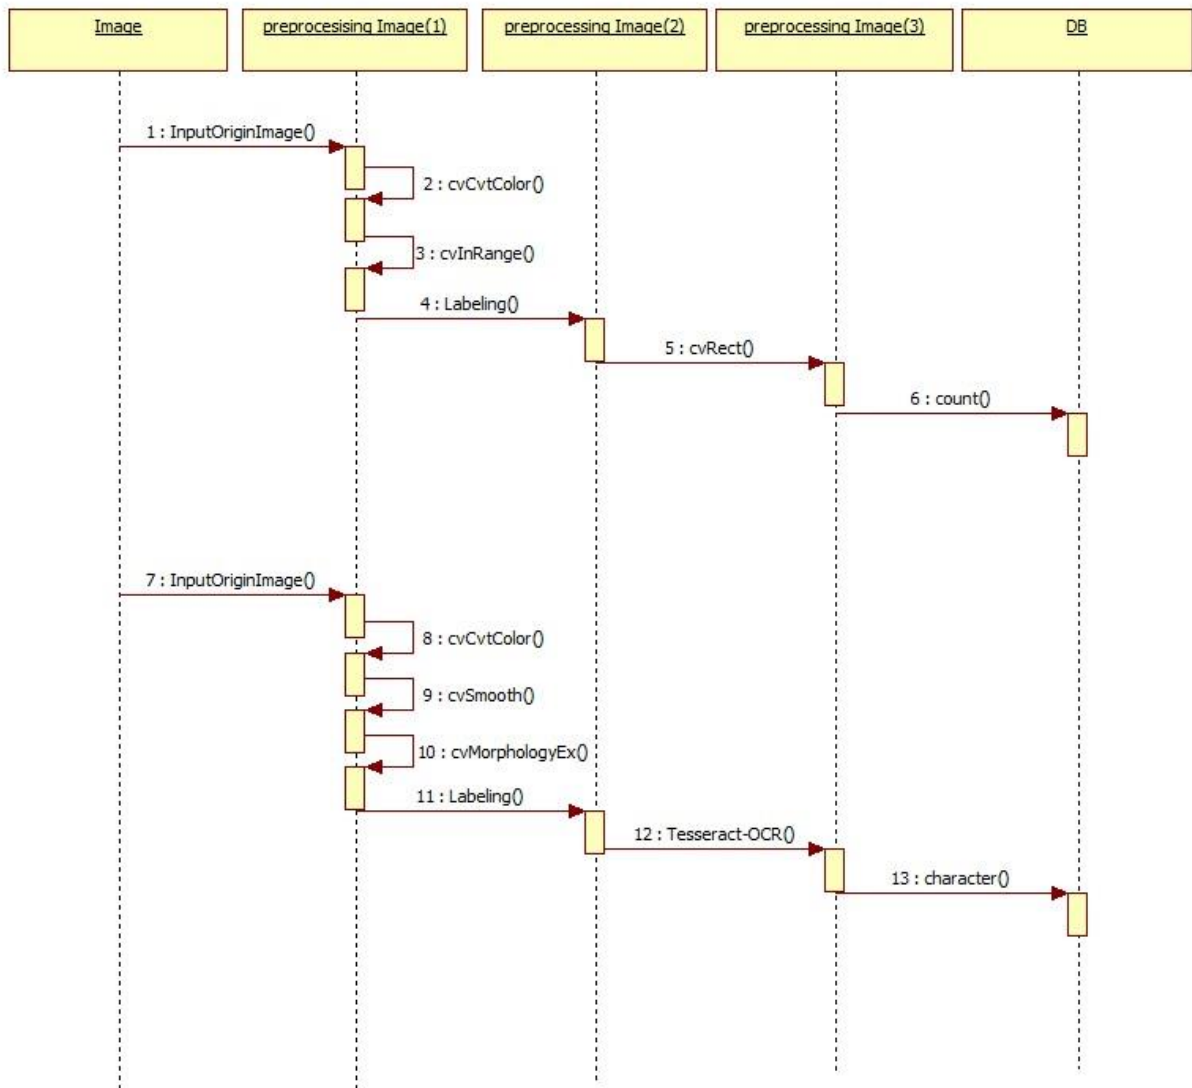 Image
preprocesising Image(1)
preprocessing Image(2)
preprocessing Image(3)
DB
1 : InputOriginImage()
2 : cvCvtColor()
3 : cvInRange()
4 : Labeling()
5 : cvRect()
6 : count()
7 : InputOriginImage()
8 : cvCvtColor()
9 : cvSmooth()
10 : cvMorphologyEx()
11 : Labeling()
12 : Tesseract-OCR()
13 : character()